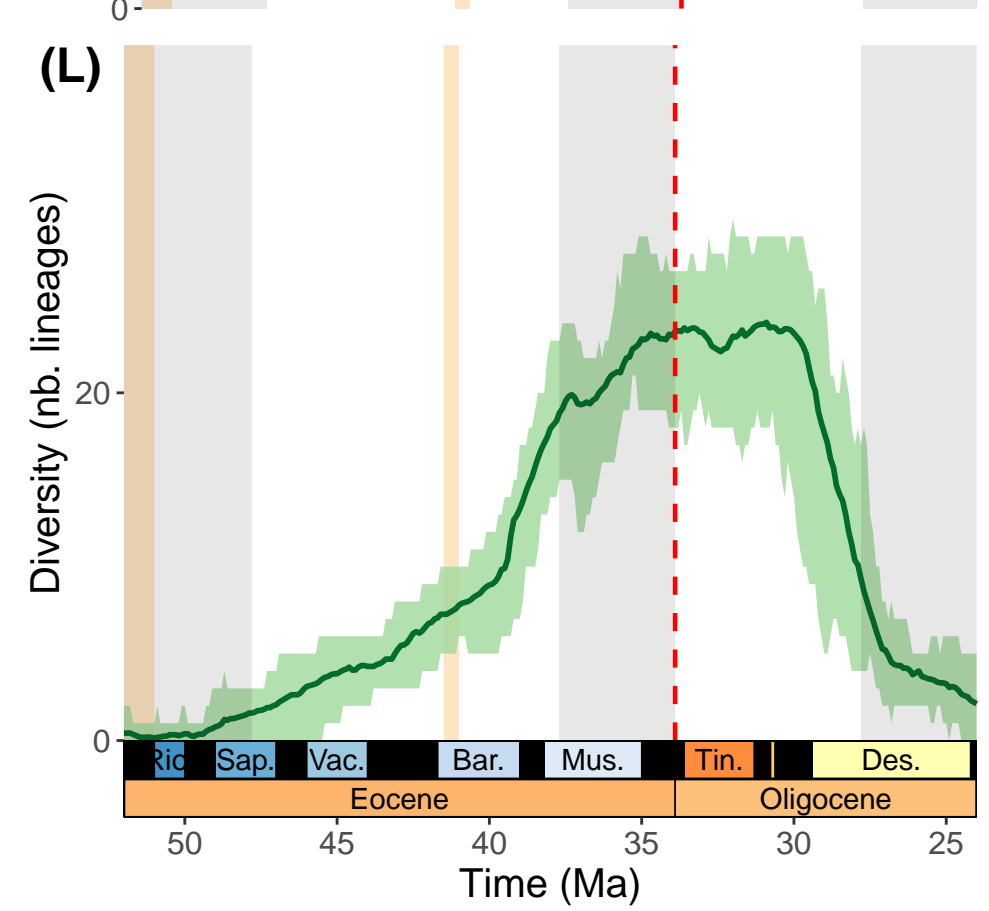 0
(L)
Diversity (nb. lineages)
20
0
Rio Sap. Vac. Bar. Mus. Tin. Des.
Eocene Oligocene
50 45 40 35 30 25
Time (Ma)